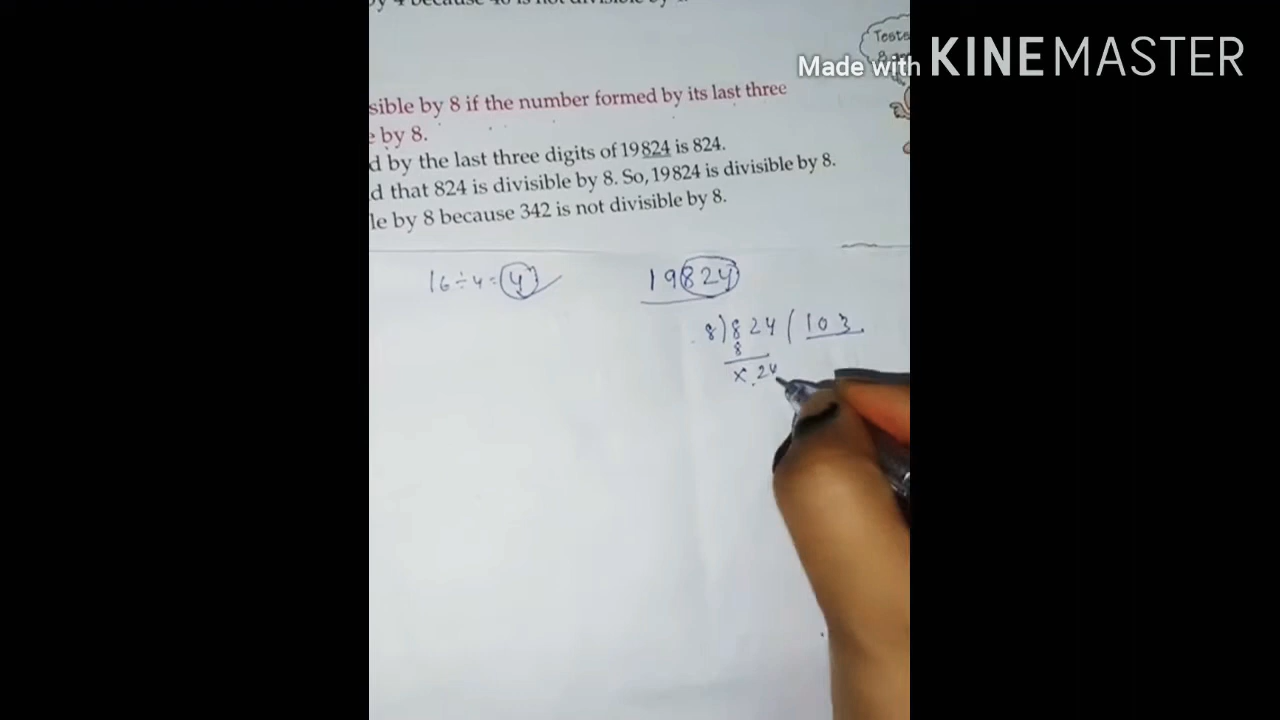 Teste
Made with KINEMASTER
sible by 8 if the number formed by its last three
e by 8.
d by the last three digits of 19824 is 824.
d that 824 is divisible by 8. So, 19824 is divisible by 8.
le by 8 because 342 is not divisible by 8.
16÷4=4
19824
8)824(103
8
x 24